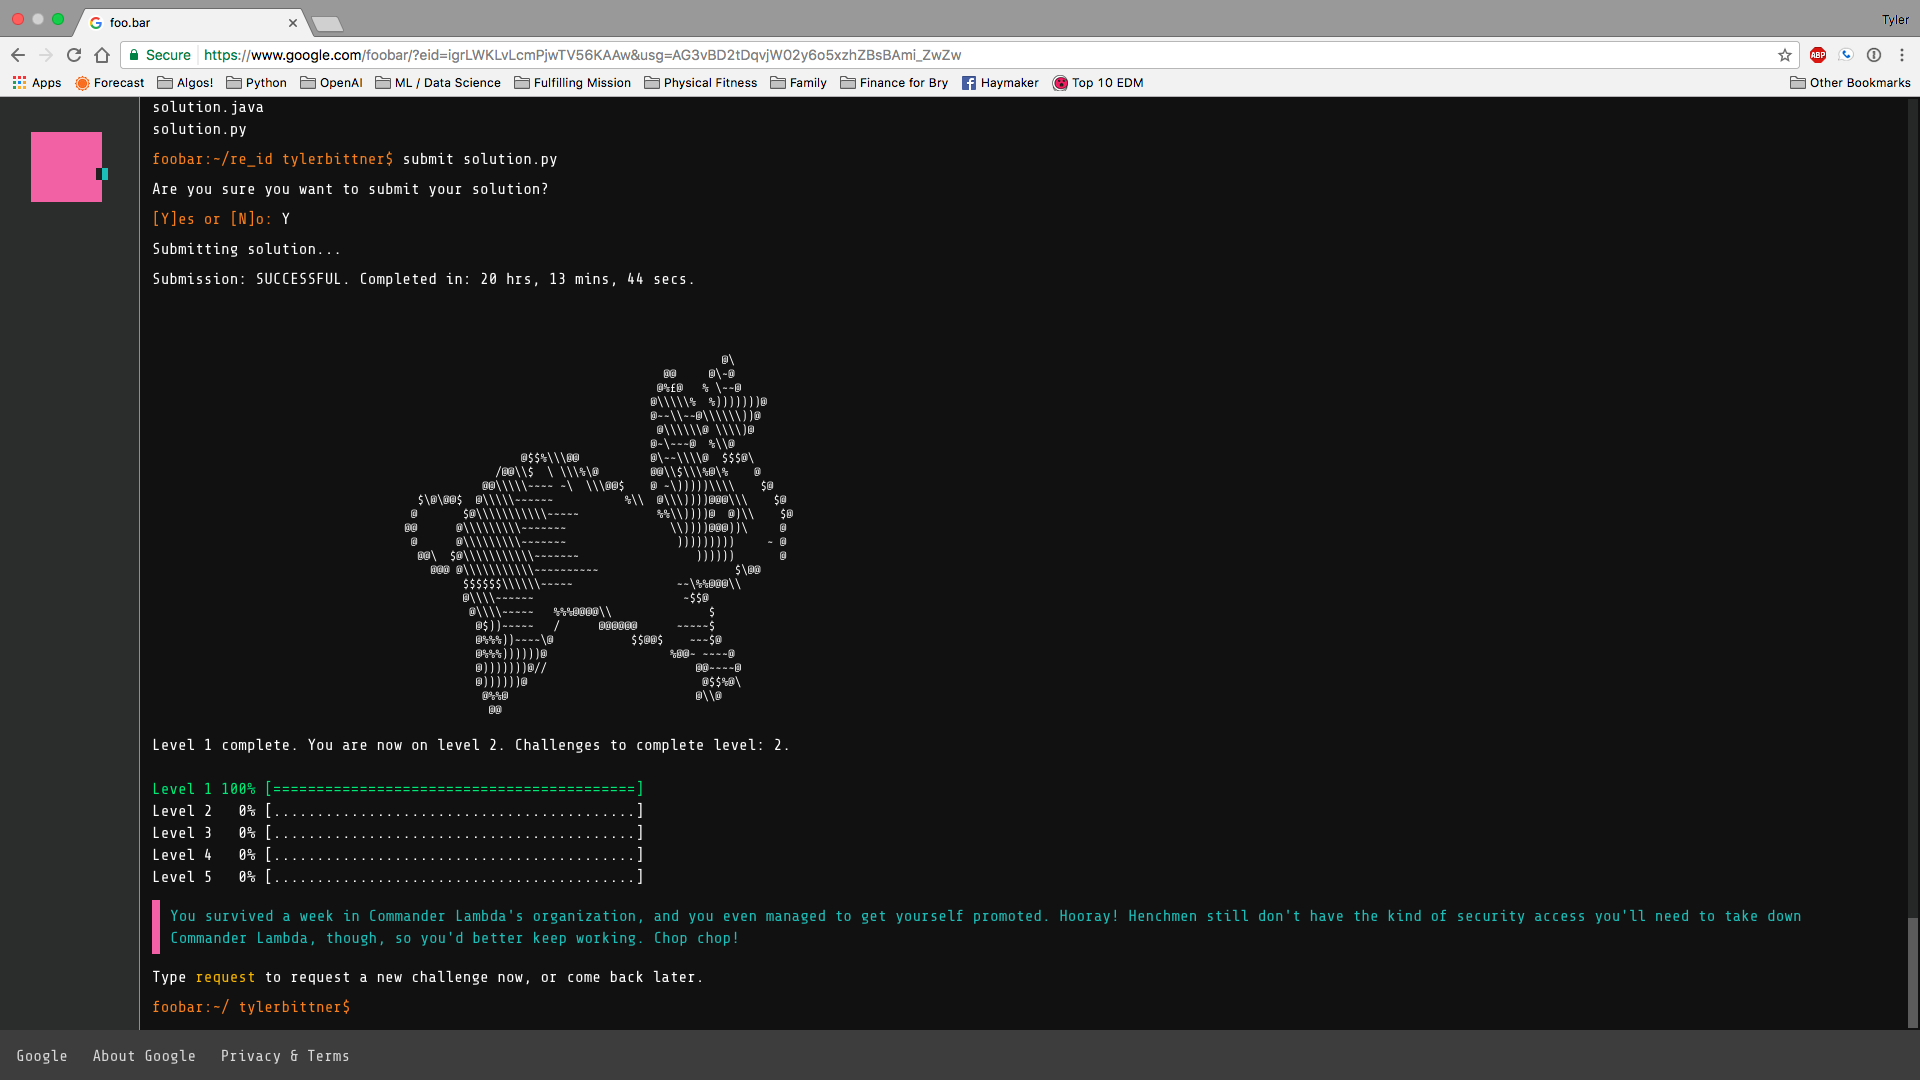 foo.bar
Tyler
Secure https://www.google.com/foobar/?eid=igrLWKLvLcmPjwTV56KAAw&usg=AG3vBD2tDqvjW02y6o5xzhZBsBAmi_ZwZw
ABP
Apps Forecast Algos! Python OpenAI ML / Data Science Fulfilling Mission Physical Fitness Family Finance for Bry Haymaker Top 10 EDM Other Bookmarks
solution.java
solution.py
foobar:~/re_id tylerbittner$ submit solution.py
Are you sure you want to submit your solution?
[Y]es or [N]o: Y
Submitting solution...
Submission: SUCCESSFUL. Completed in: 20 hrs, 13 mins, 44 secs.
Level 1 complete. You are now on level 2. Challenges to complete level: 2.
Level 1 100% [==========================================]
Level 2   0% [..........................................]
Level 3   0% [..........................................]
Level 4   0% [..........................................]
Level 5   0% [..........................................]
You survived a week in Commander Lambda's organization, and you even managed to get yourself promoted. Hooray! Henchmen still don't have the kind of security access you'll need to take down
Commander Lambda, though, so you'd better keep working. Chop chop!
Type request to request a new challenge now, or come back later.
foobar:~/ tylerbittner$
Google About Google Privacy & Terms